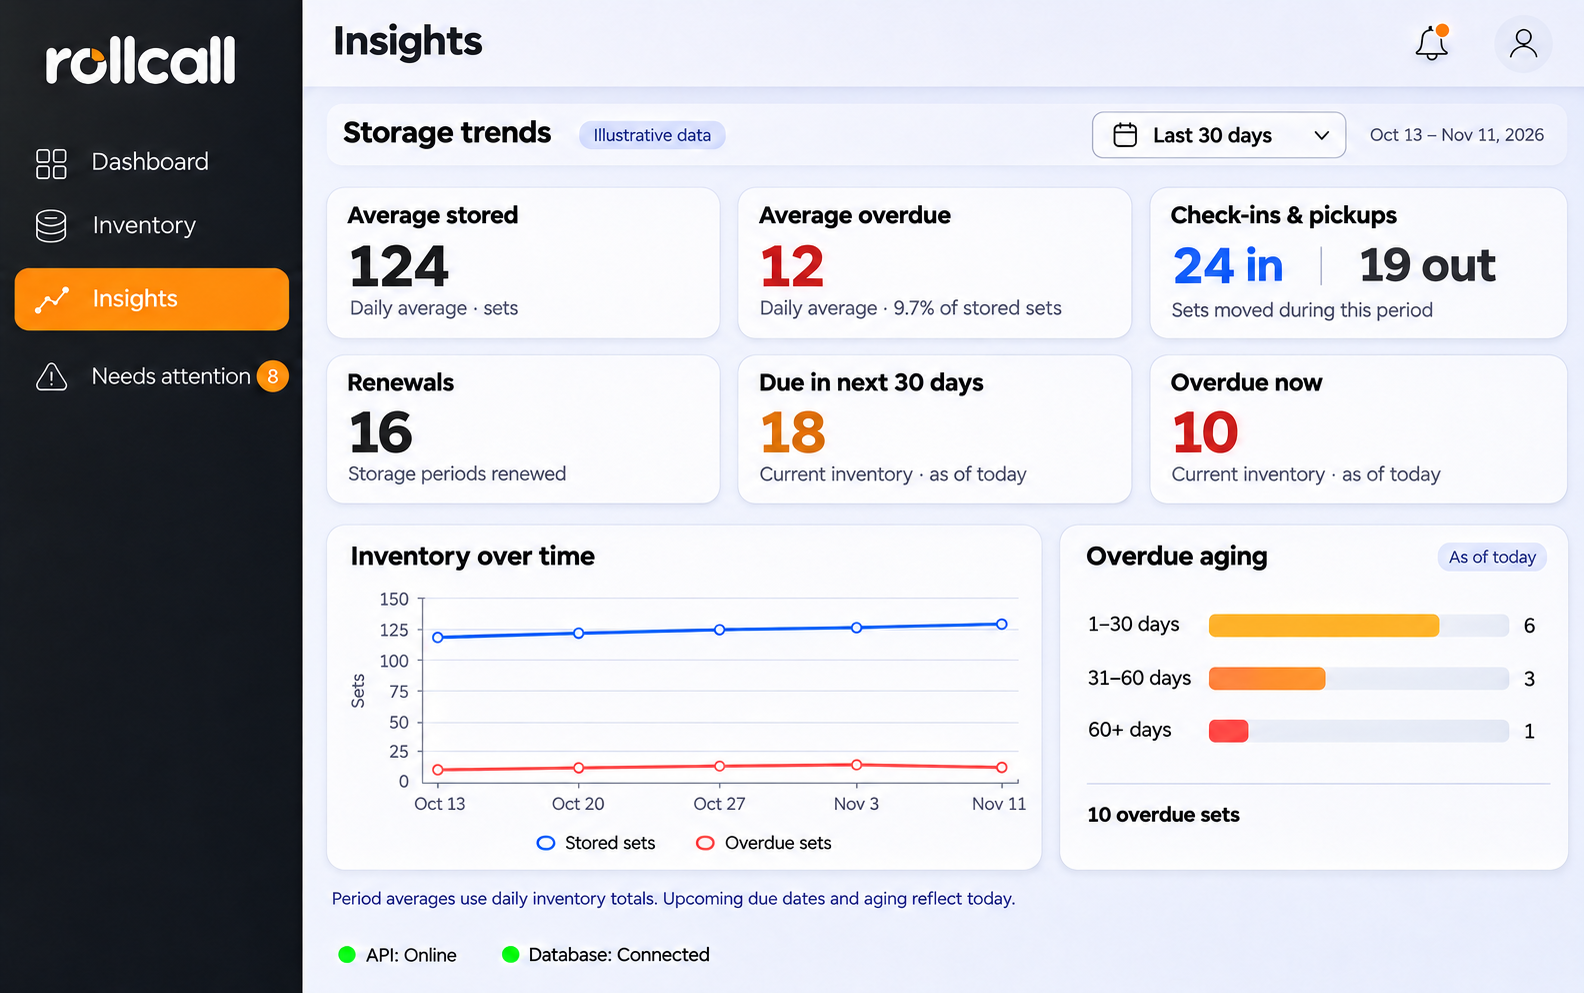 rollcall
Dashboard
Inventory
Insights
Needs attention 8
Insights
Storage trends
Illustrative data
Last 30 days
Oct 13 – Nov 11, 2026
Average stored
124
Daily average · sets
Average overdue
12
Daily average · 9.7% of stored sets
Check-ins & pickups
24 in
19 out
Sets moved during this period
Renewals
16
Storage periods renewed
Due in next 30 days
18
Current inventory · as of today
Overdue now
10
Current inventory · as of today
Inventory over time
Sets
150
125
100
75
50
25
0
Oct 13 Oct 20 Oct 27 Nov 3 Nov 11
Stored sets Overdue sets
Overdue aging
As of today
1–30 days 6
31–60 days 3
60+ days 1
10 overdue sets
Period averages use daily inventory totals. Upcoming due dates and aging reflect today.
API: Online Database: Connected